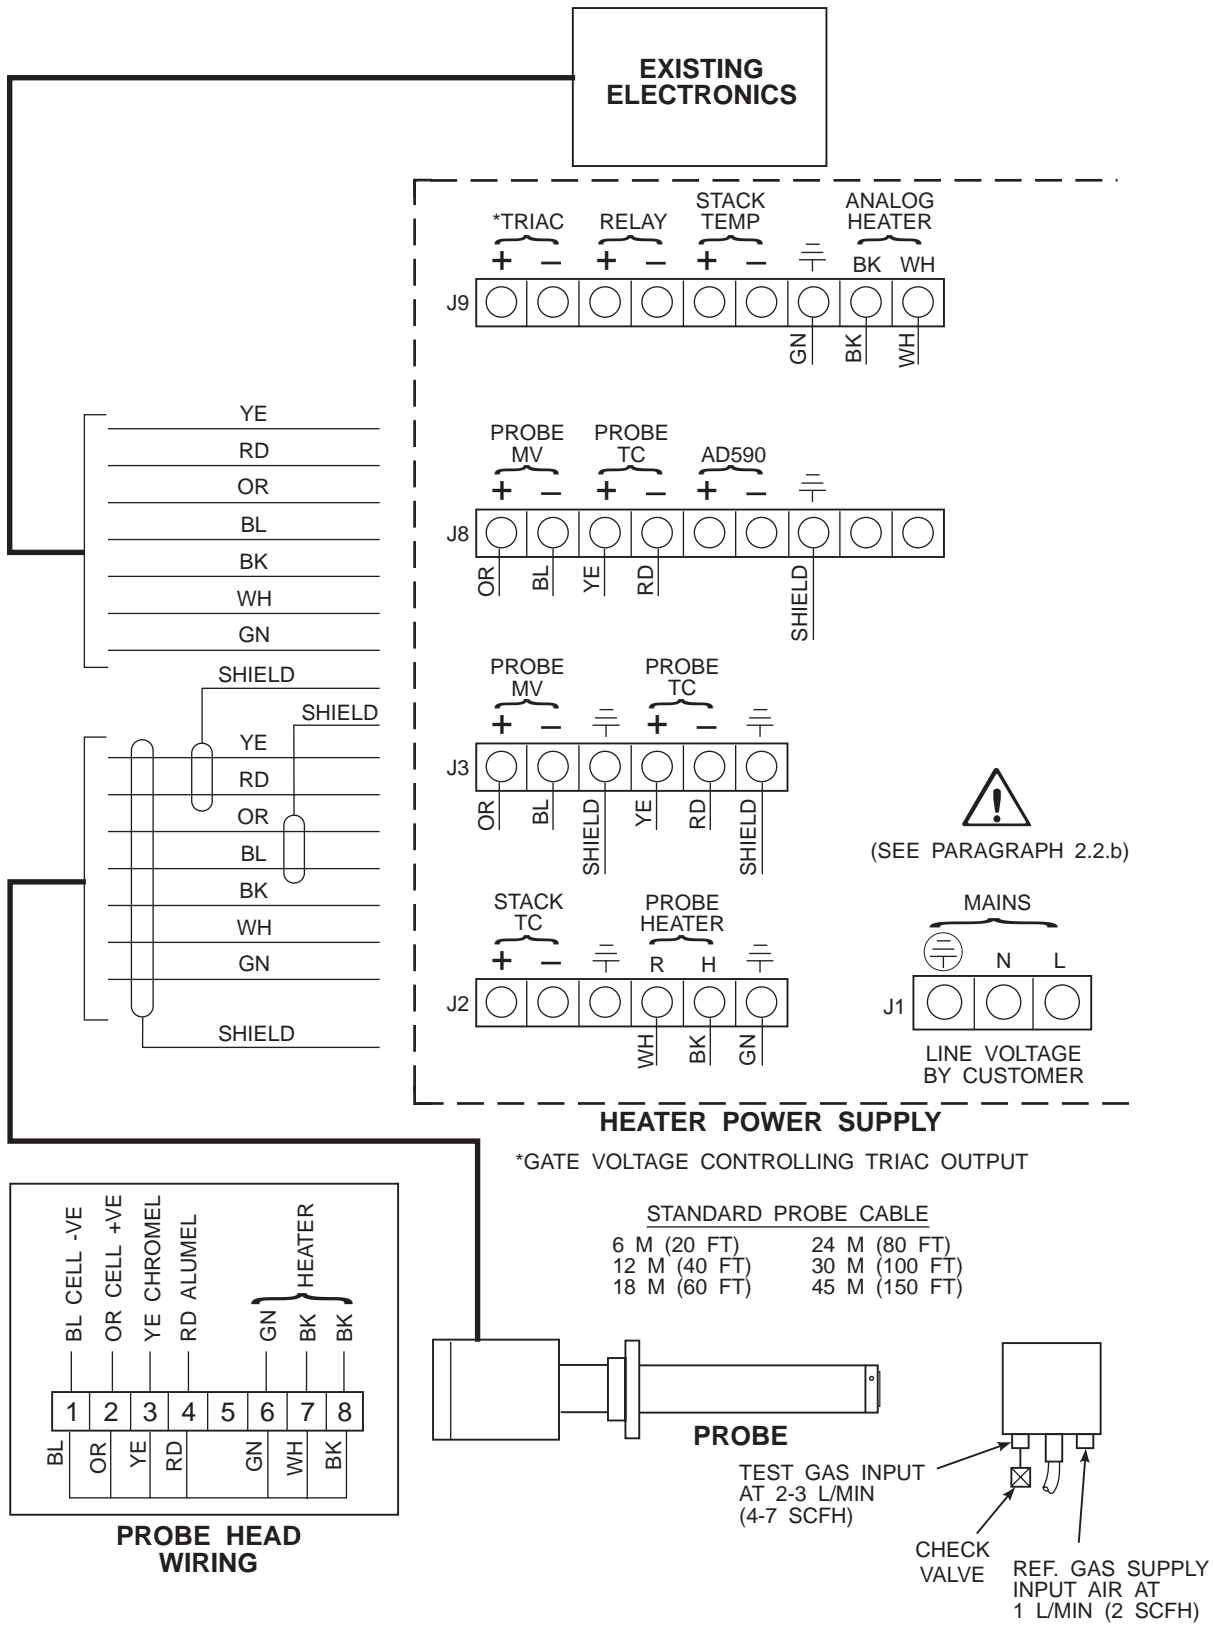 EXISTING
ELECTRONICS
STACK
TEMP
ANALOG
HEATER
*TRIAC RELAY
+ – + – + – BK WH
J9
GN BK WH
YE
RD
OR
BL
BK
WH
GN
SHIELD
SHIELD
YE
RD
OR
BL
BK
WH
GN
SHIELD
PROBE
MV
PROBE
TC
AD590
+ – + – + –
J8
OR BL YE RD SHIELD
PROBE
MV
PROBE
TC
+ – + –
J3
OR BL SHIELD YE RD SHIELD
!
(SEE PARAGRAPH 2.2.b)
STACK
TC
PROBE
HEATER
+ – R H
J2
WH BK GN
MAINS
N L
J1
LINE VOLTAGE
BY CUSTOMER
HEATER POWER SUPPLY
*GATE VOLTAGE CONTROLLING TRIAC OUTPUT
STANDARD PROBE CABLE
6 M (20 FT) 24 M (80 FT)
12 M (40 FT) 30 M (100 FT)
18 M (60 FT) 45 M (150 FT)
BL CELL -VE
OR CELL +VE
YE CHROMEL
RD ALUMEL
HEATER
GN BK BK
1 2 3 4 5 6 7 8
BL OR YE RD GN WH BK
PROBE HEAD
WIRING
PROBE
TEST GAS INPUT
AT 2-3 L/MIN
(4-7 SCFH)
CHECK
VALVE
REF. GAS SUPPLY
INPUT AIR AT
1 L/MIN (2 SCFH)